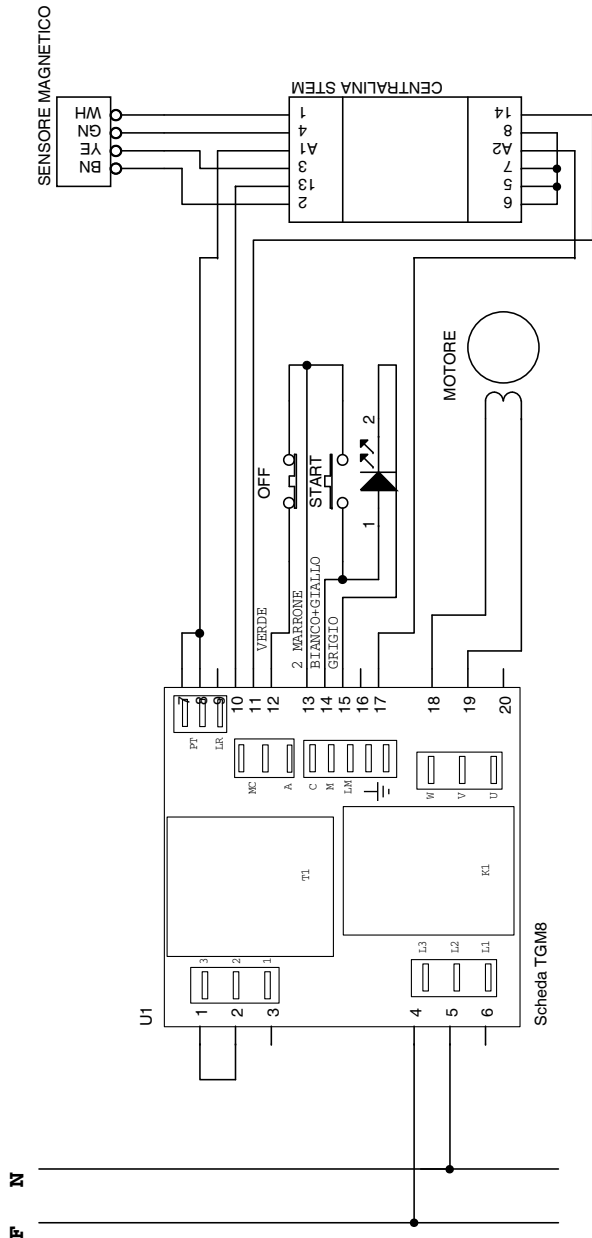 SENSORE MAGNETICO
BN
YE
GN
WH
2
13
3
A1
4
1
CENTRALINA STEM
6
5
7
A2
8
14
MOTORE
OFF
START
1
2
VERDE
2 MARRONE
BIANCO+GIALLO
GRIGIO
7
8
9
10
11
12
13
14
15
16
17
18
19
20
PT
LR
MC
A
C
M
LM
W
V
U
T1
K1
3
2
1
L3
L2
L1
U1
1
2
3
4
5
6
Scheda TGM8
F
N